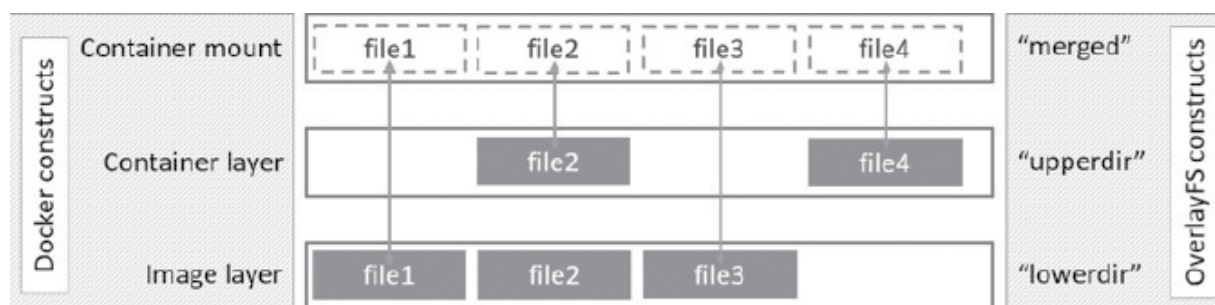 Docker constructs
Container mount
file1
file2
file3
file4
“merged”
Container layer
file2
file4
“upperdir”
Image layer
file1
file2
file3
“lowerdir”
OverlayFS constructs